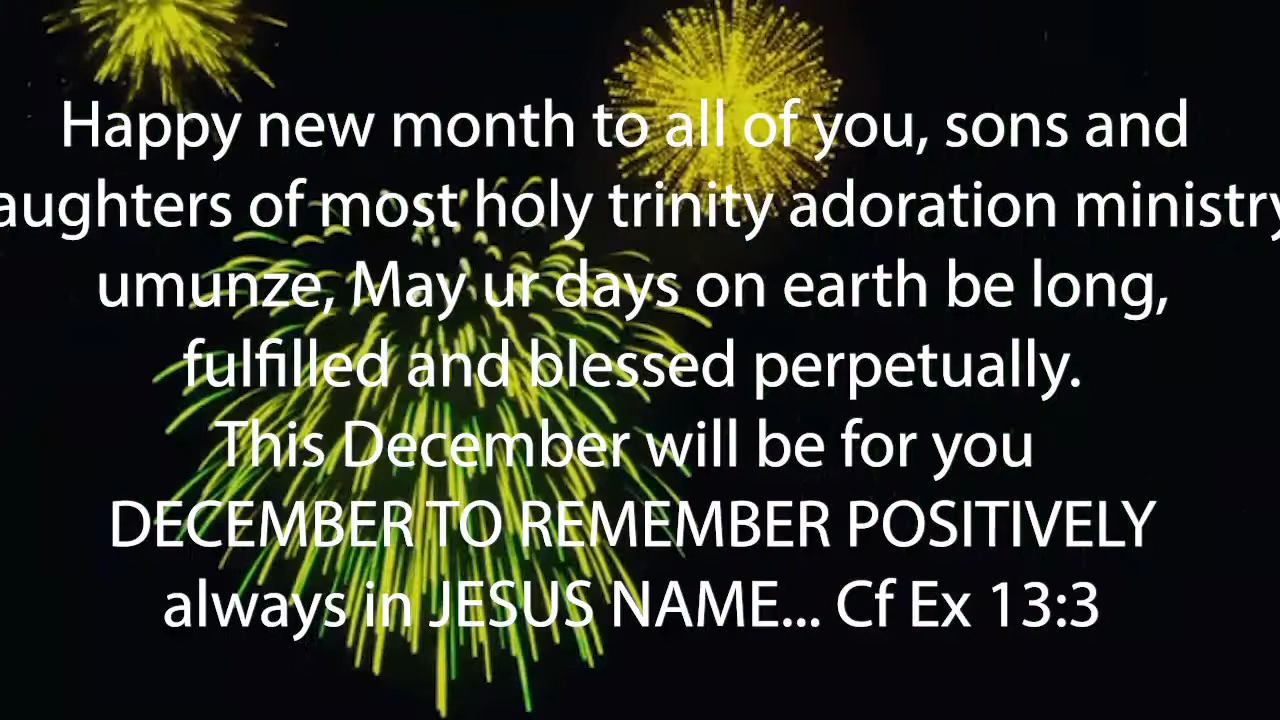 Happy new month to all of you, sons and
aughters of most holy trinity adoration ministry
umunze, May ur days on earth be long,
fulfilled and blessed perpetually.
This December will be for you
DECEMBER TO REMEMBER POSITIVELY
always in JESUS NAME... Cf Ex 13:3